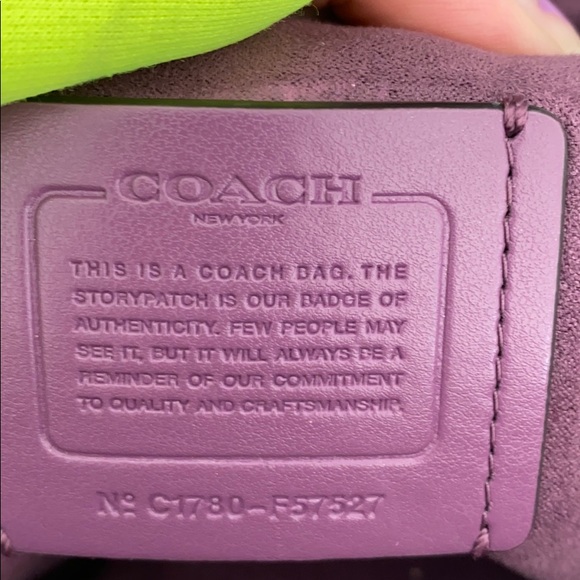 COACH
NEW YORK
THIS IS A COACH BAG. THE
STORYPATCH IS OUR BADGE OF
AUTHENTICITY. FEW PEOPLE MAY
SEE IT, BUT IT WILL ALWAYS BE A
REMINDER OF OUR COMMITMENT
TO QUALITY AND CRAFTSMANSHIP.
Nº C1780-F57527